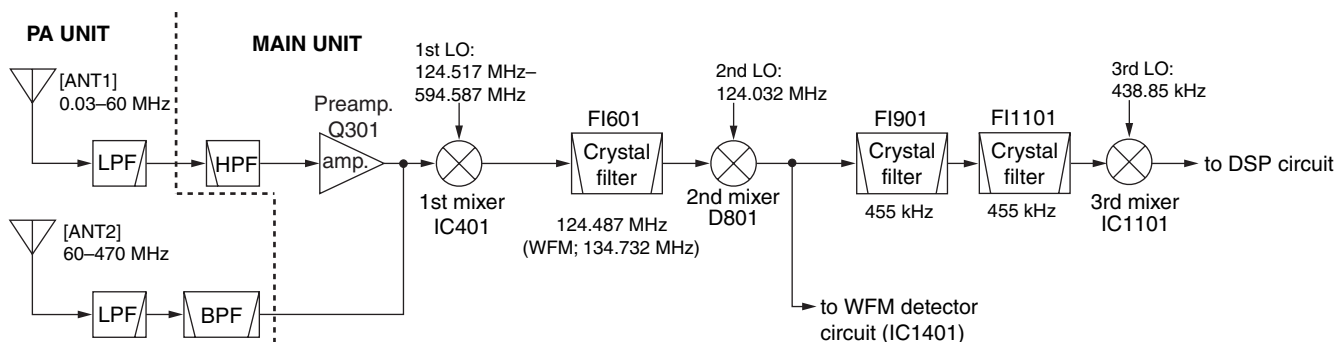 PA UNIT
MAIN UNIT
[ANT1]
0.03–60 MHz
LPF
HPF
Preamp.
Q301
amp.
1st LO:
124.517 MHz–
594.587 MHz
1st mixer
IC401
FI601
Crystal
filter
124.487 MHz
(WFM; 134.732 MHz)
2nd LO:
124.032 MHz
2nd mixer
D801
FI901
Crystal
filter
455 kHz
FI1101
Crystal
filter
455 kHz
3rd LO:
438.85 kHz
3rd mixer
IC1101
to DSP circuit
[ANT2]
60–470 MHz
LPF
BPF
to WFM detector
circuit (IC1401)